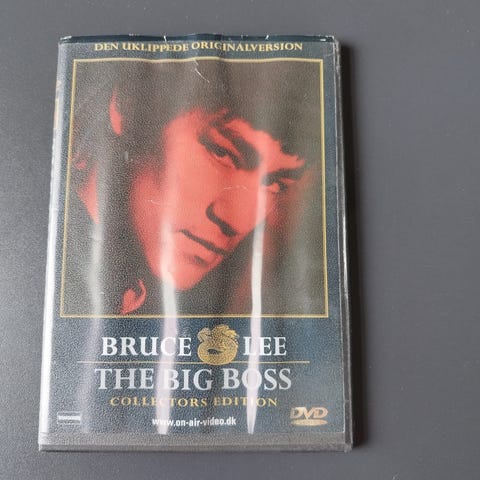 DEN UKLIPPEDE ORIGINALVERSION
BRUCE LEE
THE BIG BOSS
COLLECTORS EDITION
www.on-air-video.dk
DVD